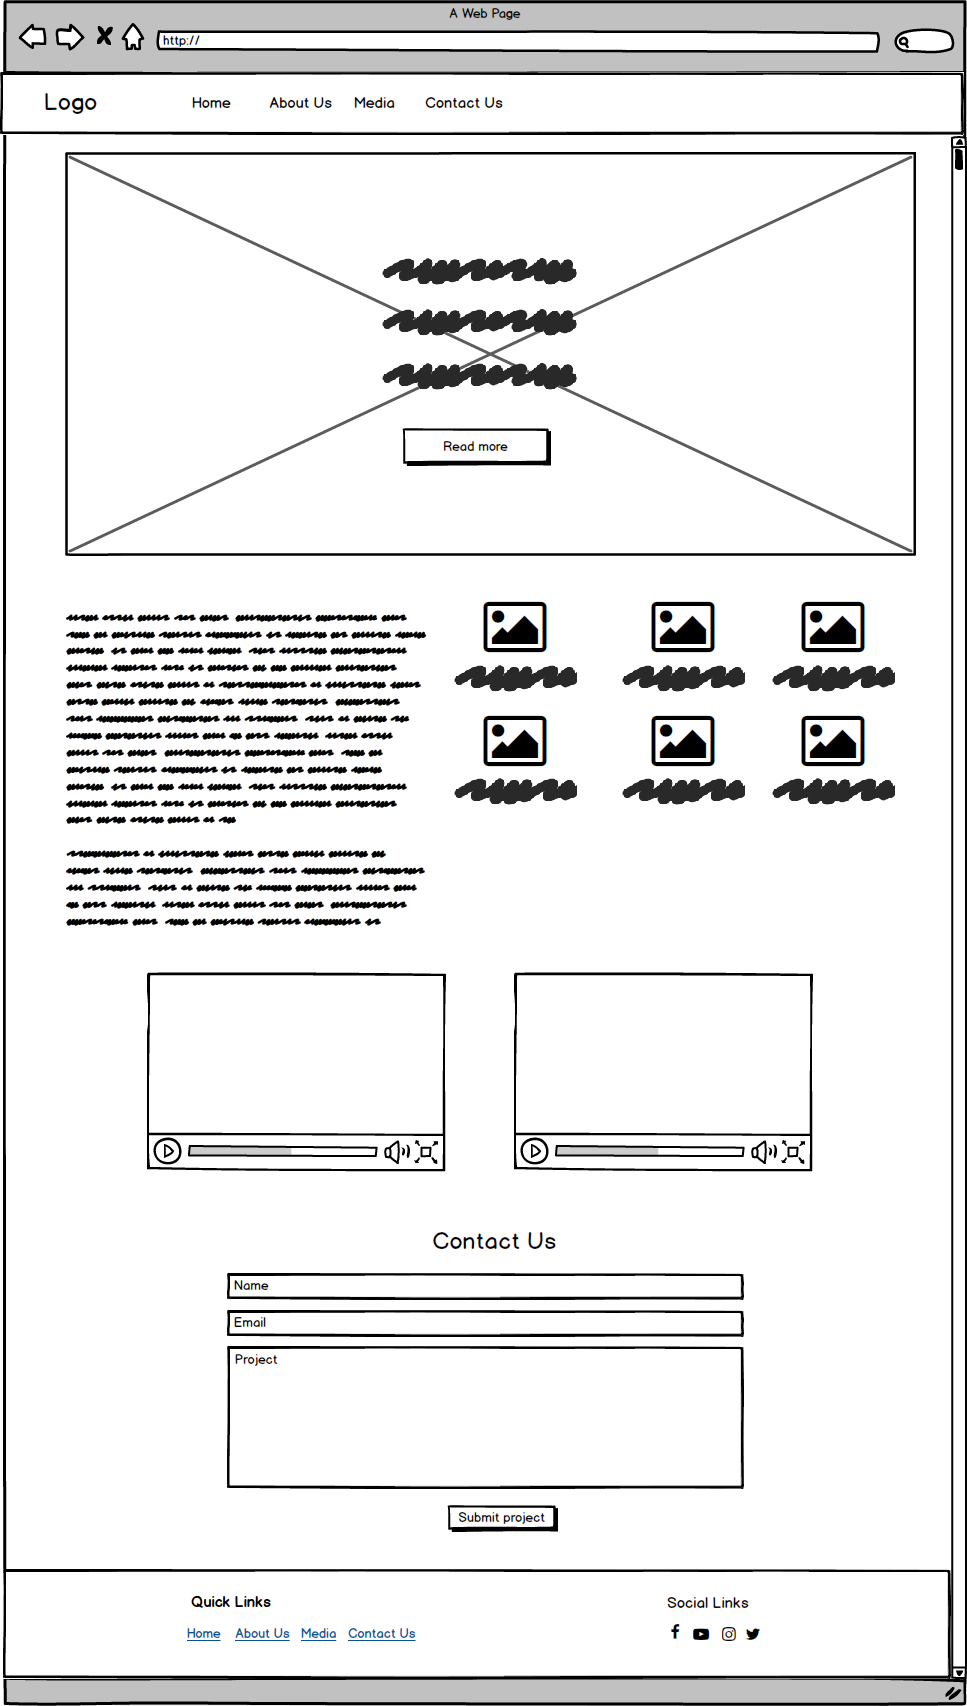 A Web Page
http://
Logo Home About Us Media Contact Us
Read more
Contact Us
Name
Email
Project
Submit project
Quick Links
Home About Us Media Contact Us
Social Links